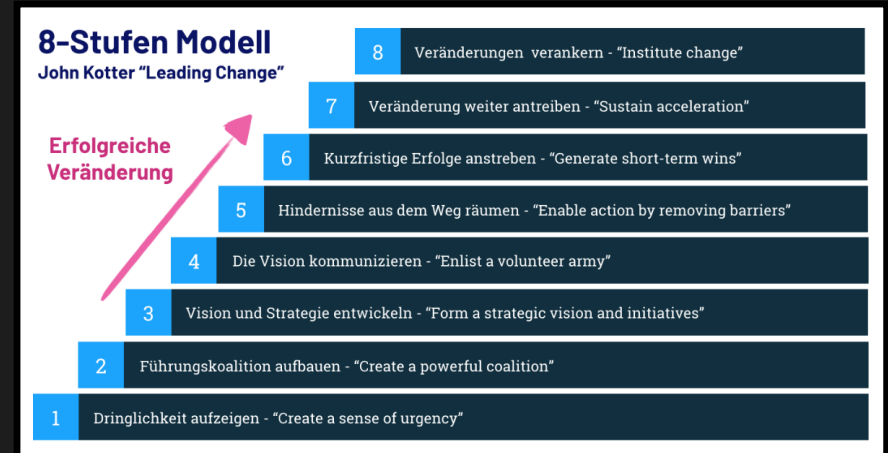 8-Stufen Modell
John Kotter “Leading Change”
Erfolgreiche
Veränderung
8 Veränderungen verankern - “Institute change”
7 Veränderung weiter antreiben - “Sustain acceleration”
6 Kurzfristige Erfolge anstreben - “Generate short-term wins”
5 Hindernisse aus dem Weg räumen - “Enable action by removing barriers”
4 Die Vision kommunizieren - “Enlist a volunteer army”
3 Vision und Strategie entwickeln - “Form a strategic vision and initiatives”
2 Führungskoalition aufbauen - “Create a powerful coalition”
1 Dringlichkeit aufzeigen - “Create a sense of urgency”